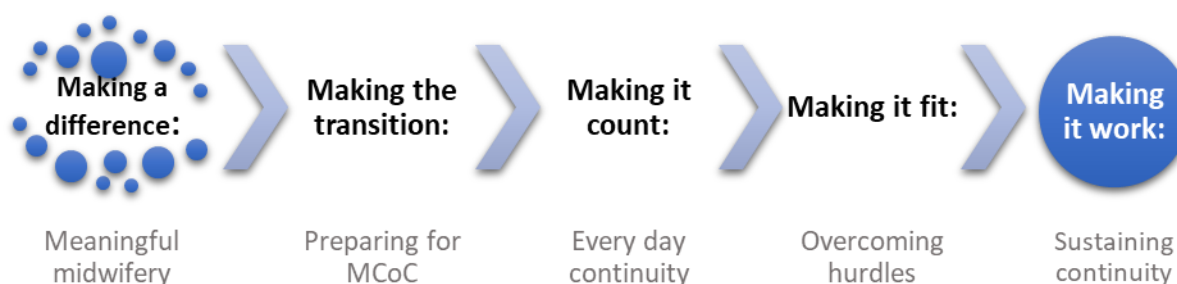 Making a
difference:
Making the
transition:
Making it
count:
Making it fit:
Making
it work:
Meaningful
midwifery
Preparing for
MCoC
Every day
continuity
Overcoming
hurdles
Sustaining
continuity